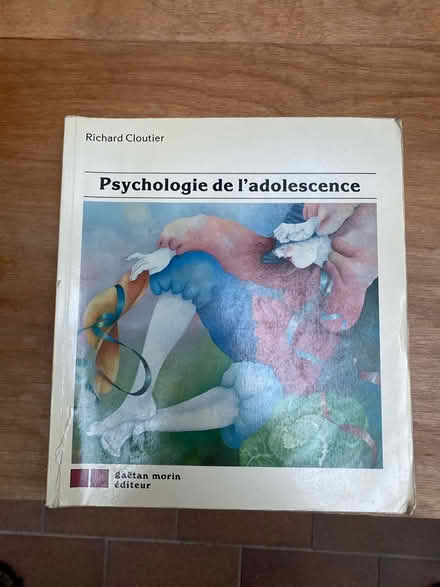 Richard Cloutier
Psychologie de l'adolescence
gaëtan morin
éditeur